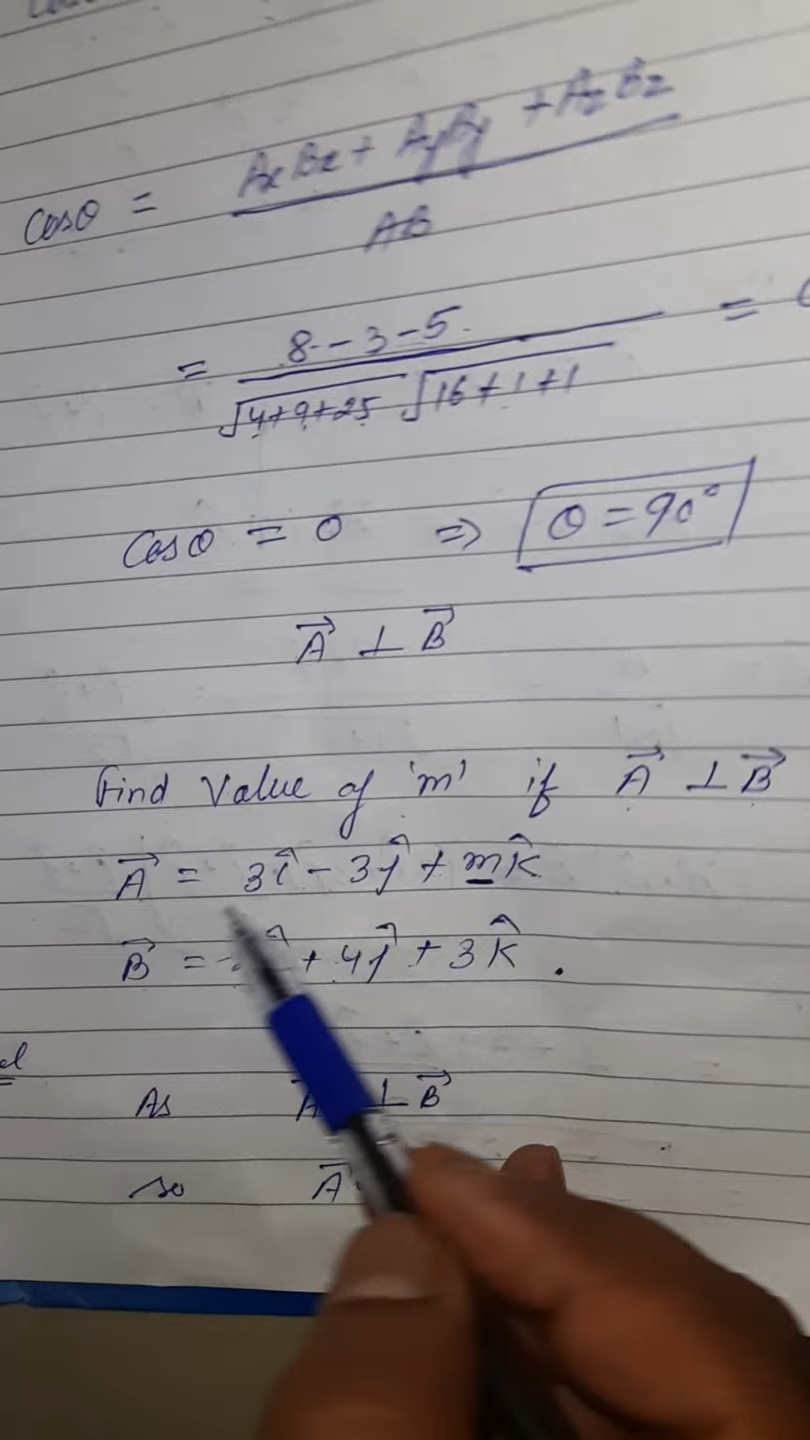 Cosθ = AxBx + AyBy + AzBz
AB
= 8 - 3 - 5
√4+9+25 √16+1+1 =
Cosθ = 0 ⇒ θ = 90°
A⃗ ⊥ B⃗
Find Value of 'm' if A⃗ ⊥ B⃗
A⃗ = 3î - 3ĵ + mk̂
B⃗ = + 4ĵ + 3k̂ .
As A⃗ ⊥ B⃗
so A⃗